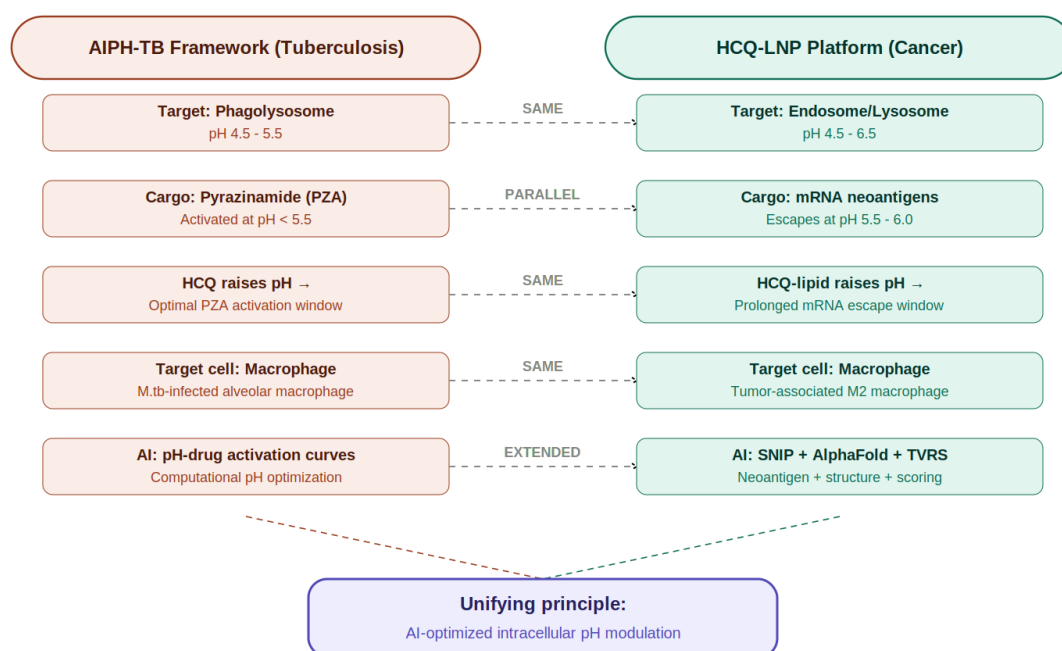 AIPH-TB Framework (Tuberculosis)
HCQ-LNP Platform (Cancer)
Target: Phagolysosome
pH 4.5 - 5.5
SAME
Target: Endosome/Lysosome
pH 4.5 - 6.5
Cargo: Pyrazinamide (PZA)
Activated at pH < 5.5
PARALLEL
Cargo: mRNA neoantigens
Escapes at pH 5.5 - 6.0
HCQ raises pH →
Optimal PZA activation window
SAME
HCQ-lipid raises pH →
Prolonged mRNA escape window
Target cell: Macrophage
M.tb-infected alveolar macrophage
SAME
Target cell: Macrophage
Tumor-associated M2 macrophage
AI: pH-drug activation curves
Computational pH optimization
EXTENDED
AI: SNIP + AlphaFold + TVRS
Neoantigen + structure + scoring
Unifying principle:
AI-optimized intracellular pH modulation